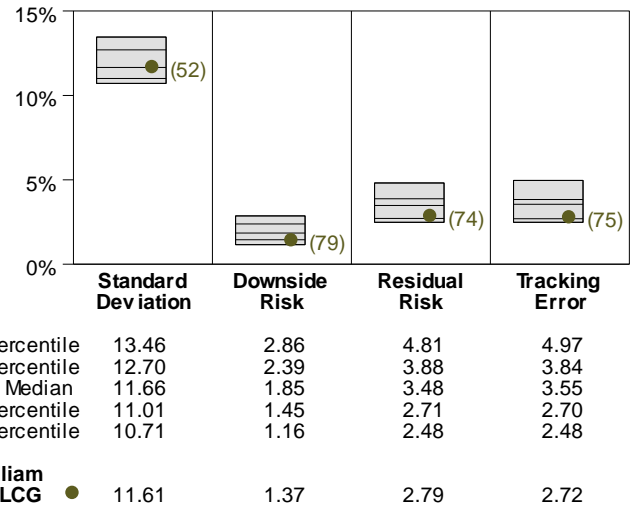 15%
(52)
10%
5%
(79)
(74)
(75)
0%
Standard Deviation
Downside Risk
Residual Risk
Tracking Error
ercentile 13.46 2.86 4.81 4.97
ercentile 12.70 2.39 3.88 3.84
Median 11.66 1.85 3.48 3.55
ercentile 11.01 1.45 2.71 2.70
ercentile 10.71 1.16 2.48 2.48
liam
LCG 11.61 1.37 2.79 2.72